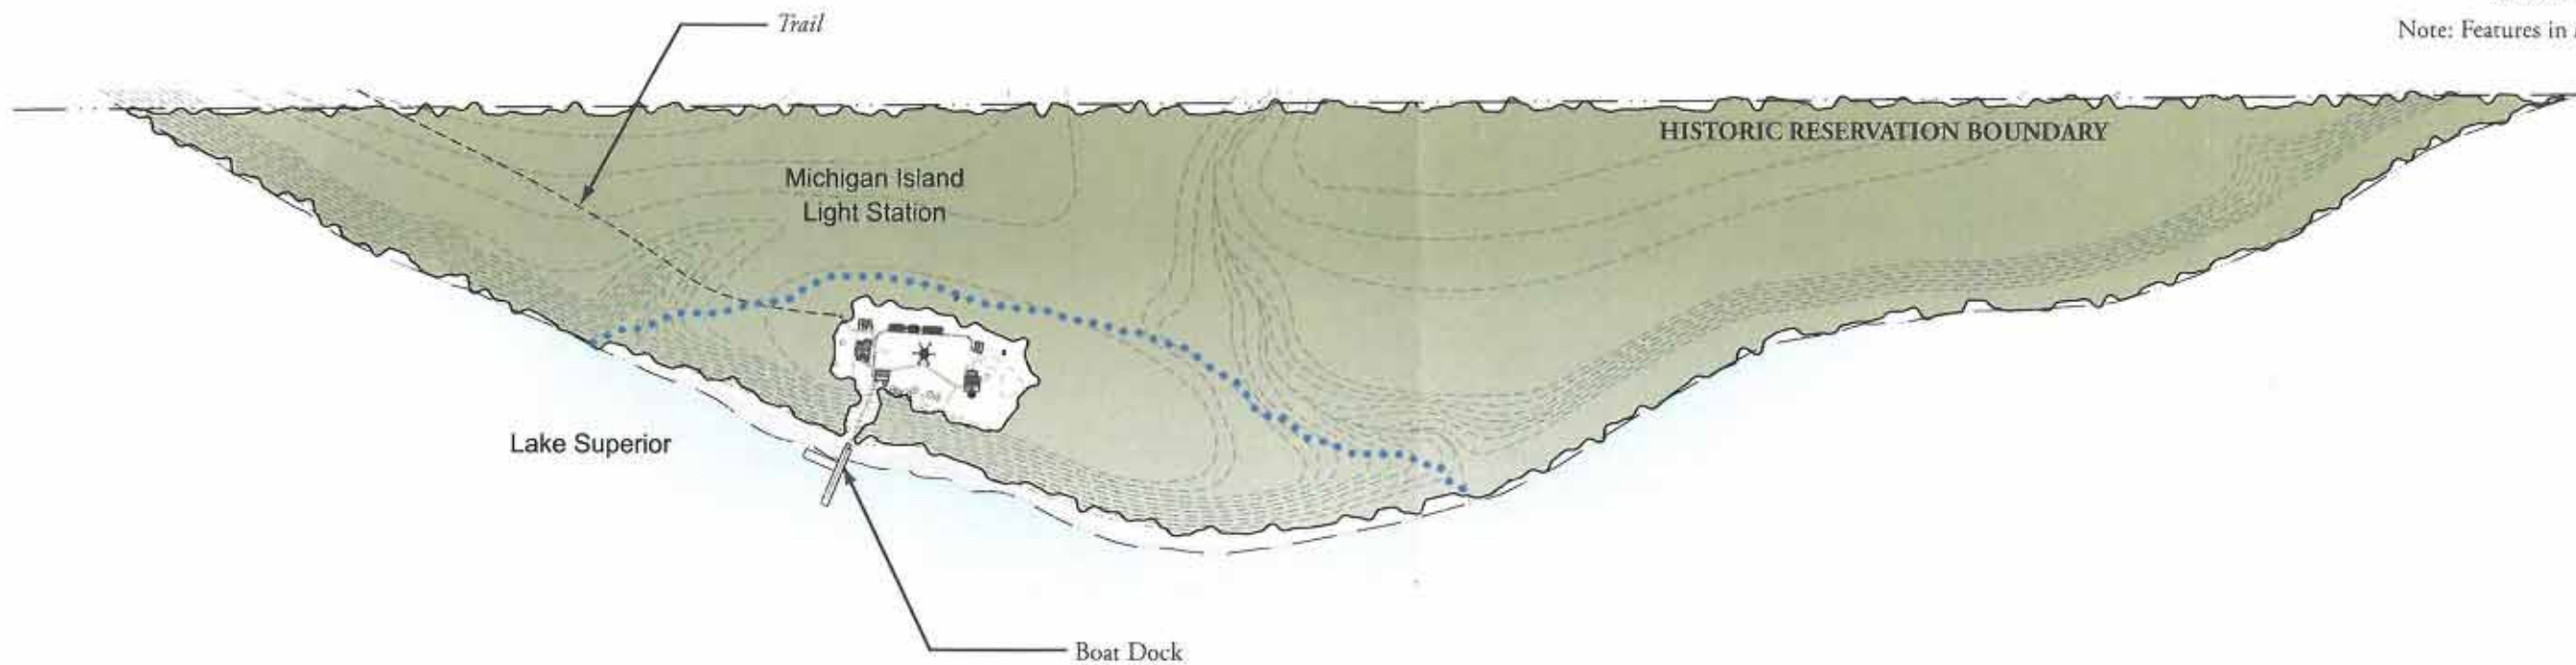 Trail
Note: Features in
HISTORIC RESERVATION BOUNDARY
Michigan Island
Light Station
Lake Superior
Boat Dock